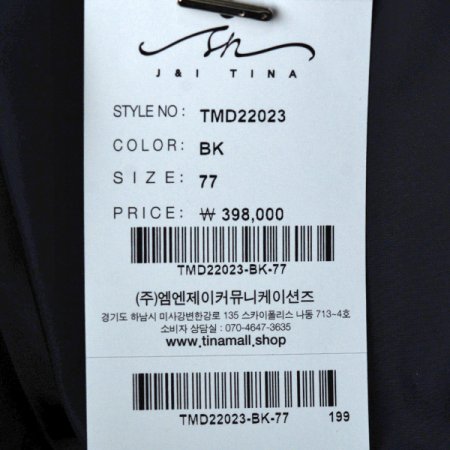 J&I TINA
STYLE NO : TMD22023
COLOR: BK
SIZE: 77
PRICE: ₩ 398,000
TMD22023-BK-77
(주)엠엔제이커뮤니케이션즈
경기도 하남시 미사강변한강로 135 스카이폴리스 나동 713-4호
소비자 상담실 : 070-4647-3635
www.tinamall.shop
TMD22023-BK-77 199